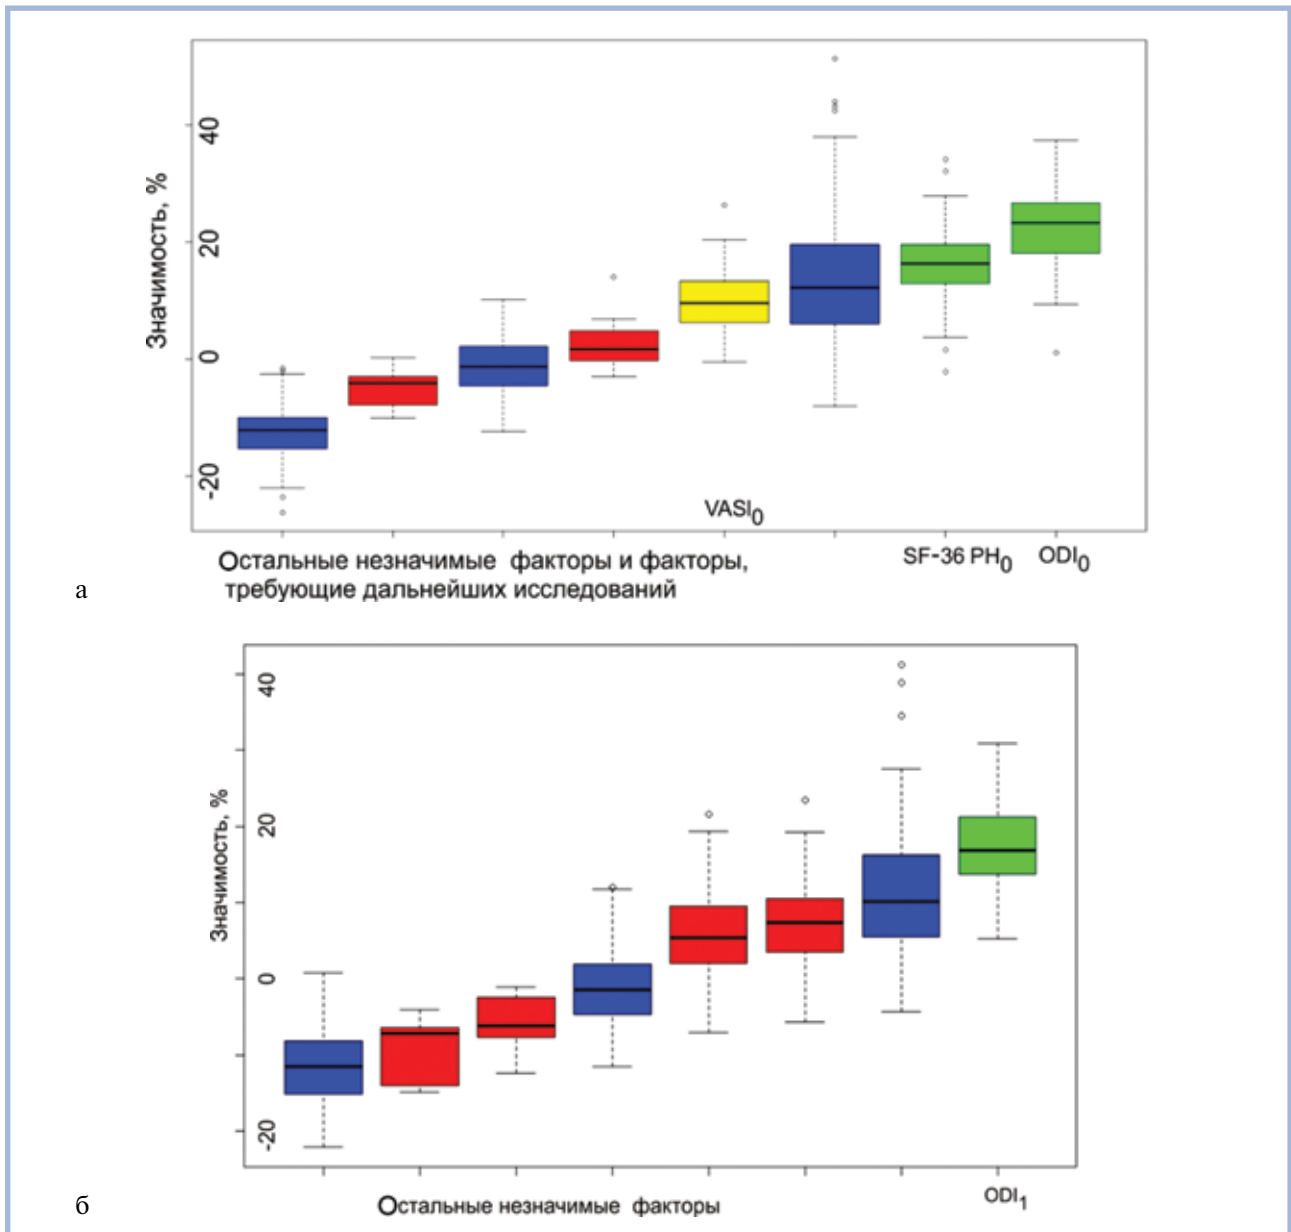 Значимость, %
40
20
0
-20
VASI0
SF-36 PH0
ODI0
Остальные незначимые факторы и факторы,
требующие дальнейших исследований
а
Значимость, %
40
20
0
-20
Остальные незначимые факторы
ODI1
б